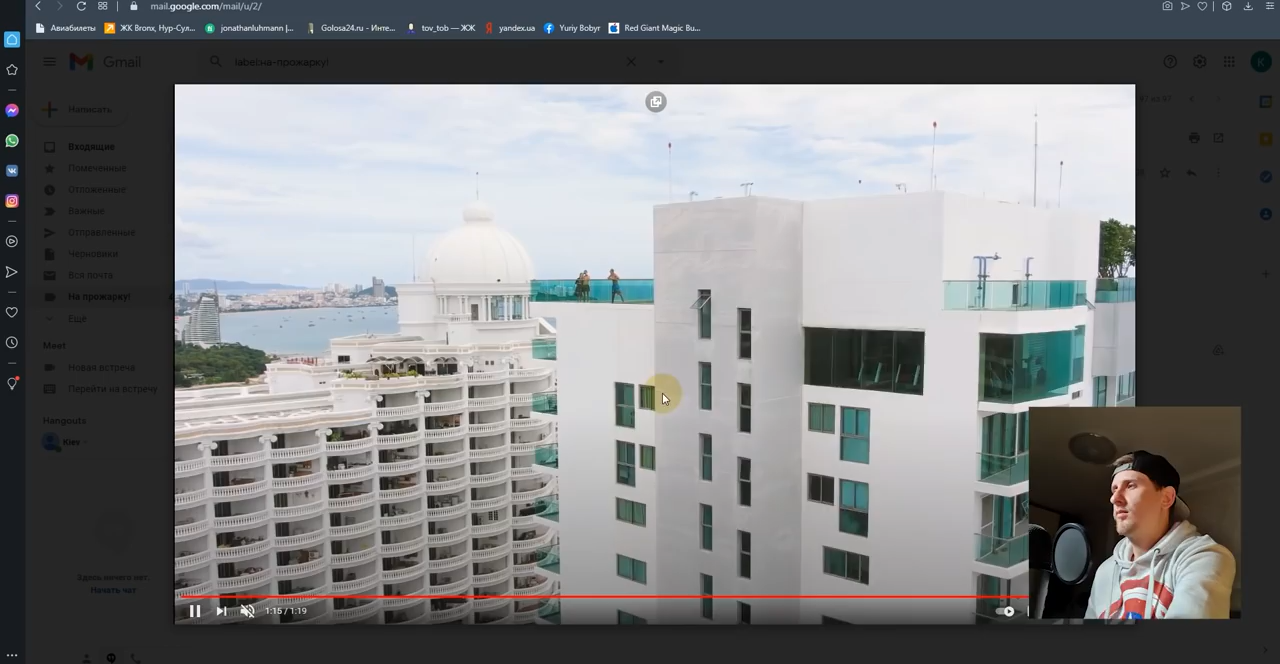 mail.google.com/mail/u/2/
Авиабилеты
ЖК Bronx, Нур-Сул...
jonathanluhmann |...
Golosa24.ru - Инте...
tov_tob — ЖЖ
yandex.ua
Yuriy Bobyr
Red Giant Magic Bu...
Gmail
label:на-прожарку!
K
Написать
Входящие
Помеченные
Отложенные
Важные
Отправленные
Черновики
Вся почта
На прожарку!
Ещё
Meet
Новая встреча
Перейти на встречу
Hangouts
Kiev
Здесь ничего нет.
Начать чат
1:15 / 1:19